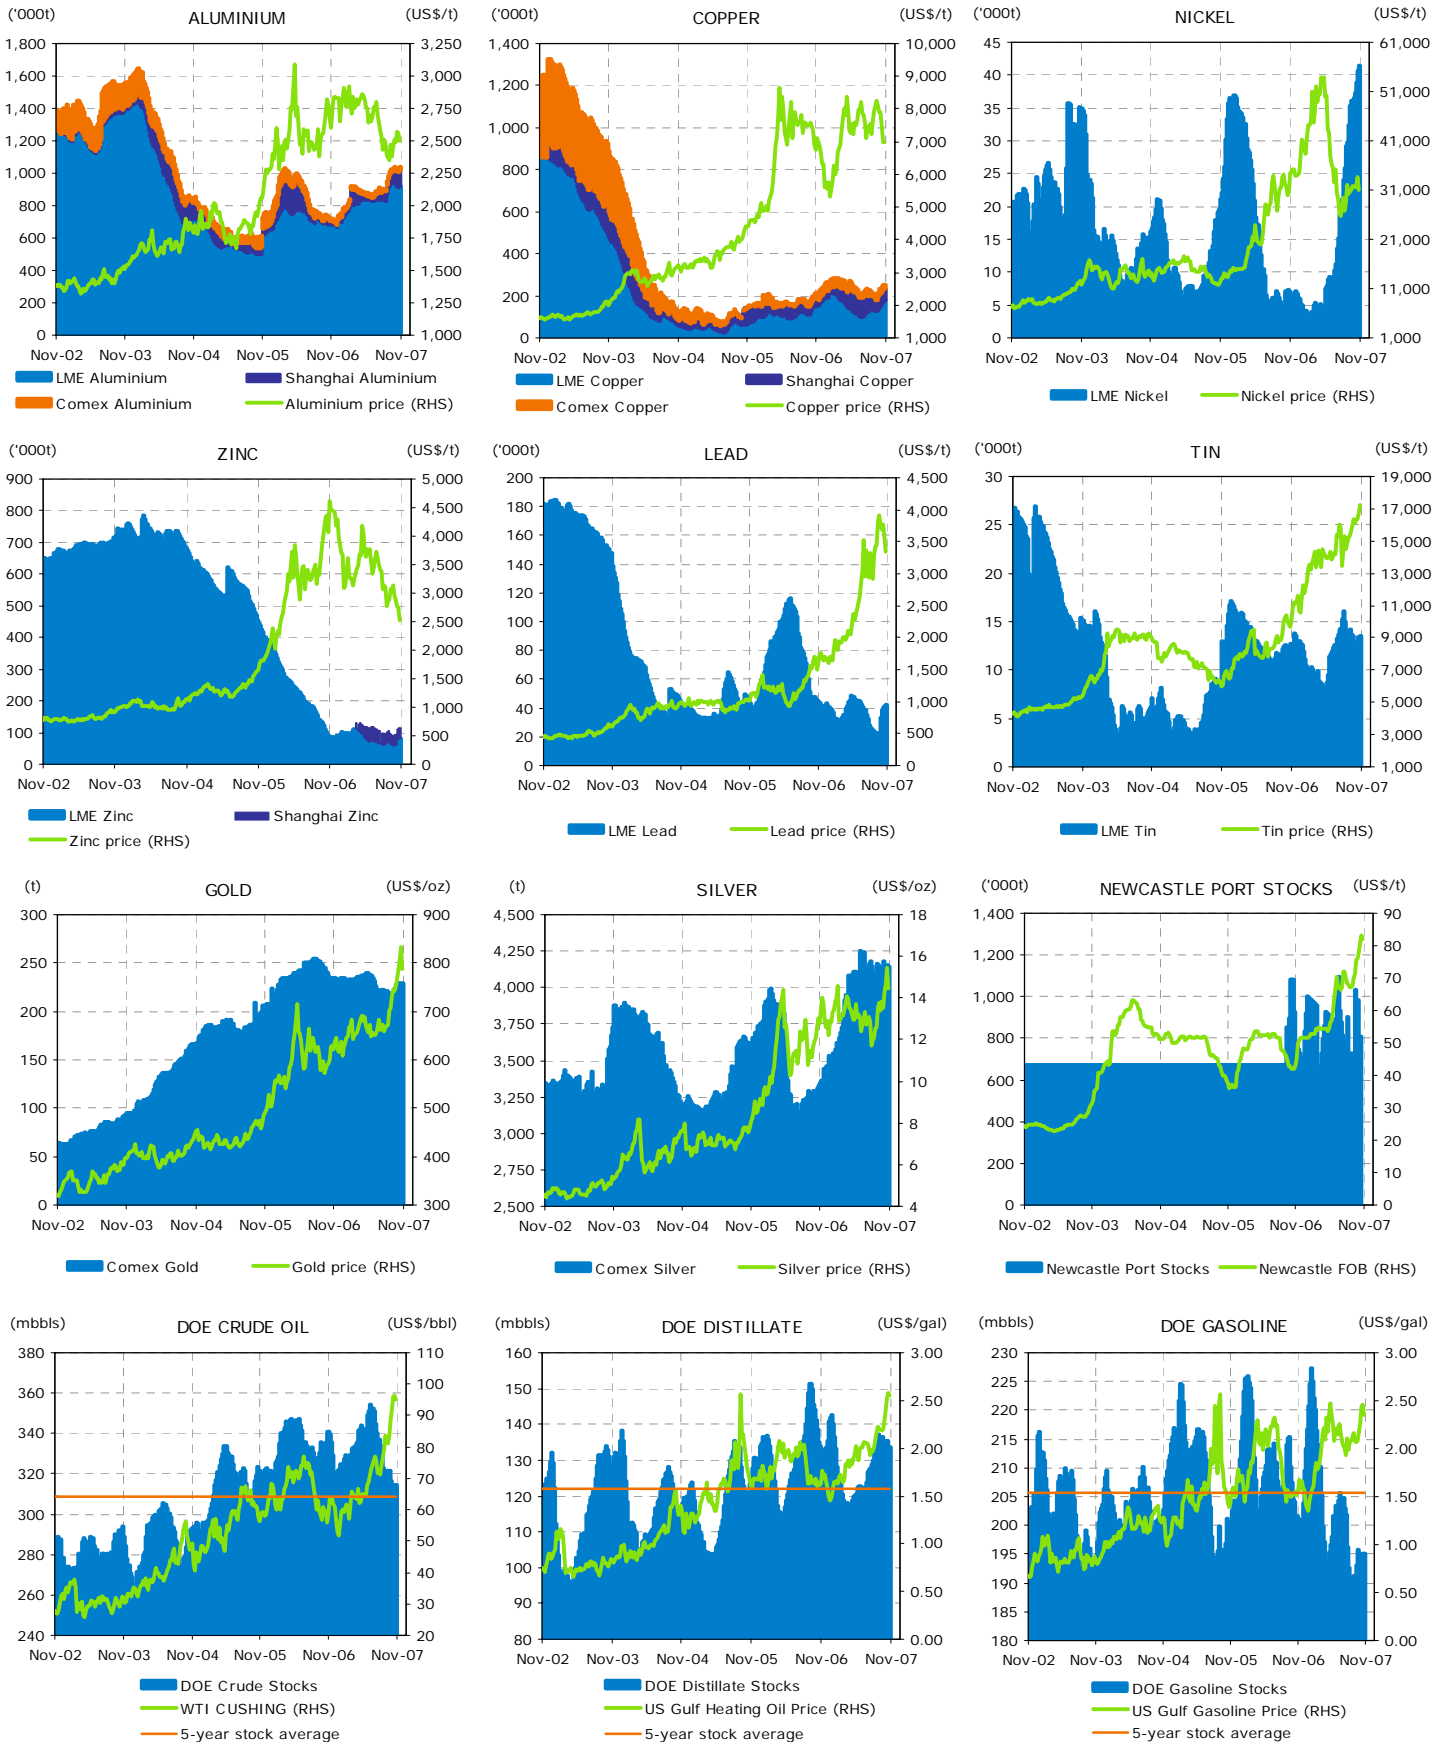 ('000t) ALUMINIUM (US$/t)
1,800 3,250
1,600 3,000
1,400 2,750
1,200 2,500
1,000 2,250
800 2,000
600 1,750
400 1,500
200 1,250
0 1,000
Nov-02 Nov-03 Nov-04 Nov-05 Nov-06 Nov-07
LME Aluminium Shanghai Aluminium
Comex Aluminium Aluminium price (RHS)
('000t) COPPER (US$/t)
1,400 10,000
9,000
1,200 8,000
1,000 7,000
800 6,000
600 5,000
400 4,000
3,000
200 2,000
0 1,000
Nov-02 Nov-03 Nov-04 Nov-05 Nov-06 Nov-07
LME Copper Shanghai Copper
Comex Copper Copper price (RHS)
('000t) NICKEL (US$/t)
45 61,000
40 51,000
35
30 41,000
25
20 31,000
15 21,000
10
5 11,000
0 1,000
Nov-02 Nov-03 Nov-04 Nov-05 Nov-06 Nov-07
LME Nickel Nickel price (RHS)
('000t) ZINC (US$/t)
900 5,000
800 4,500
700 4,000
600 3,500
500 3,000
400 2,500
300 2,000
200 1,500
100 1,000
500
0 0
Nov-02 Nov-03 Nov-04 Nov-05 Nov-06 Nov-07
LME Zinc Shanghai Zinc
Zinc price (RHS)
('000t) LEAD (US$/t)
200 4,500
180 4,000
160 3,500
140 3,000
120 2,500
100
80 2,000
60 1,500
40 1,000
20 500
0 0
Nov-02 Nov-03 Nov-04 Nov-05 Nov-06 Nov-07
LME Lead Lead price (RHS)
('000t) TIN (US$/t)
30 19,000
17,000
25 15,000
20 13,000
15 11,000
9,000
10 7,000
5 5,000
3,000
0 1,000
Nov-02 Nov-03 Nov-04 Nov-05 Nov-06 Nov-07
LME Tin Tin price (RHS)
(t) GOLD (US$/oz)
300 900
250 800
200 700
150 600
100 500
50 400
0 300
Nov-02 Nov-03 Nov-04 Nov-05 Nov-06 Nov-07
Comex Gold Gold price (RHS)
(t) SILVER (US$/oz)
4,500 18
4,250 16
4,000 14
3,750 12
3,500 10
3,250 8
3,000 6
2,750
2,500 4
Nov-02 Nov-03 Nov-04 Nov-05 Nov-06 Nov-07
Comex Silver Silver price (RHS)
('000t) NEWCASTLE PORT STOCKS (US$/t)
1,400 90
1,200 80
1,000 70
60
800 50
600 40
400 30
20
200 10
0 0
Nov-02 Nov-03 Nov-04 Nov-05 Nov-06 Nov-07
Newcastle Port Stocks Newcastle FOB (RHS)
(mbbls) DOE CRUDE OIL (US$/bbl)
380 110
360 100
90
340 80
320 70
300 60
280 50
40
260 30
240 20
Nov-02 Nov-03 Nov-04 Nov-05 Nov-06 Nov-07
DOE Crude Stocks
WTI CUSHING (RHS)
5-year stock average
(mbbls) DOE DISTILLATE (US$/gal)
160 3.00
150 2.50
140
130 2.00
120 1.50
110
100 1.00
90 0.50
80 0.00
Nov-02 Nov-03 Nov-04 Nov-05 Nov-06 Nov-07
DOE Distillate Stocks
US Gulf Heating Oil Price (RHS)
5-year stock average
(mbbls) DOE GASOLINE (US$/gal)
230 3.00
225
220 2.50
215 2.00
210
205 1.50
200
195 1.00
190
185 0.50
180 0.00
Nov-02 Nov-03 Nov-04 Nov-05 Nov-06 Nov-07
DOE Gasoline Stocks
US Gulf Gasoline Price (RHS)
5-year stock average